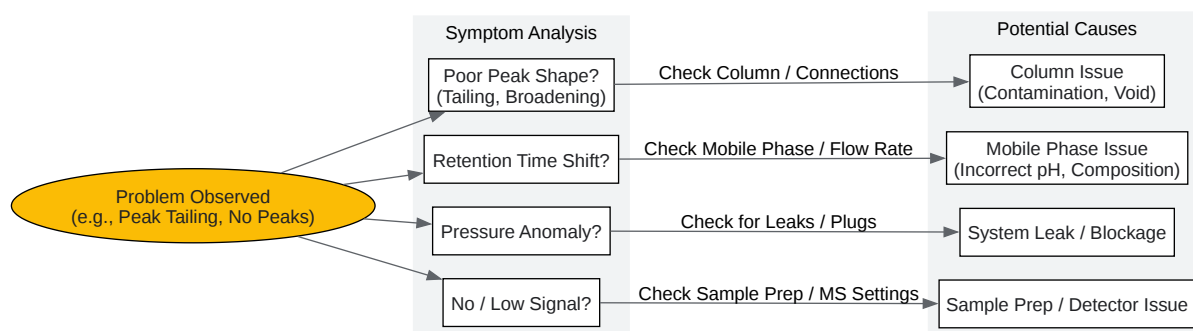 Symptom Analysis
Potential Causes
Poor Peak Shape?
(Tailing, Broadening)
Check Column / Connections
Column Issue
(Contamination, Void)
Retention Time Shift?
Check Mobile Phase / Flow Rate
Mobile Phase Issue
(Incorrect pH, Composition)
Problem Observed
(e.g., Peak Tailing, No Peaks)
Pressure Anomaly?
Check for Leaks / Plugs
System Leak / Blockage
No / Low Signal?
Check Sample Prep / MS Settings
Sample Prep / Detector Issue